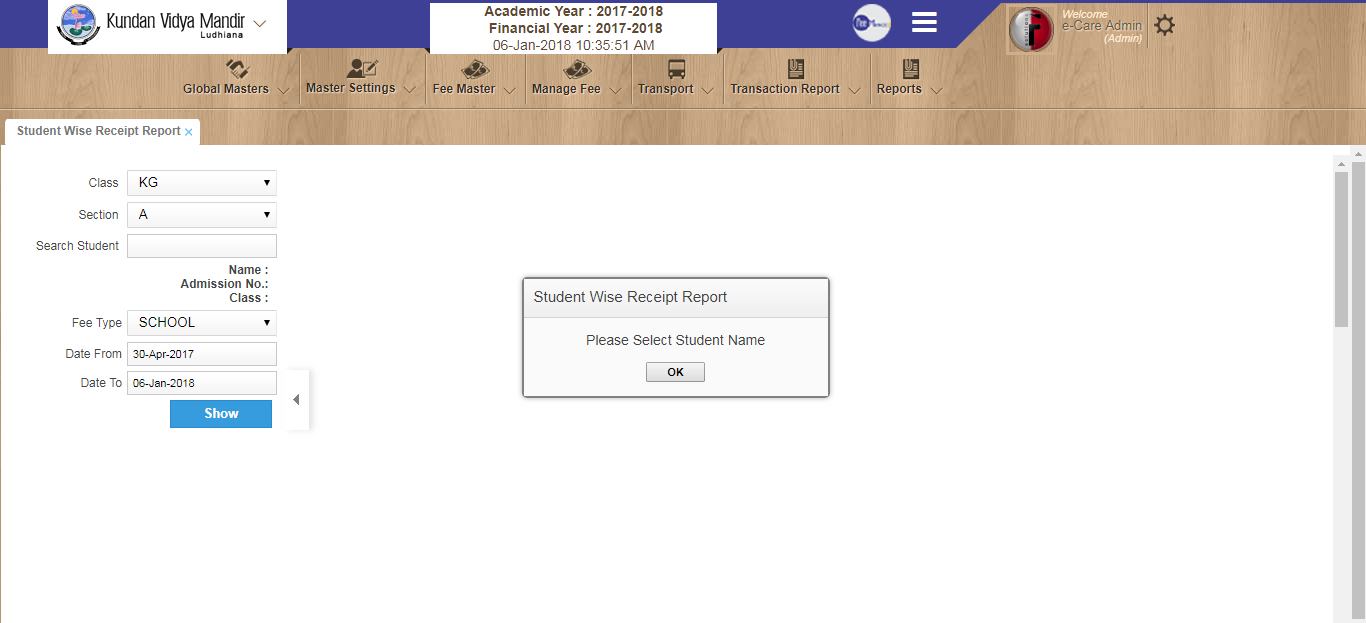 Kundan Vidya Mandir
Ludhiana
Academic Year : 2017-2018
Financial Year : 2017-2018
06-Jan-2018 10:35:51 AM
Welcome
e-Care Admin
(Admin)
Global Masters
Master Settings
Fee Master
Manage Fee
Transport
Transaction Report
Reports
Student Wise Receipt Report ×
Class KG
Section A
Search Student
Name :
Admission No.:
Class :
Fee Type SCHOOL
Date From 30-Apr-2017
Date To 06-Jan-2018
Show
Student Wise Receipt Report
Please Select Student Name
OK